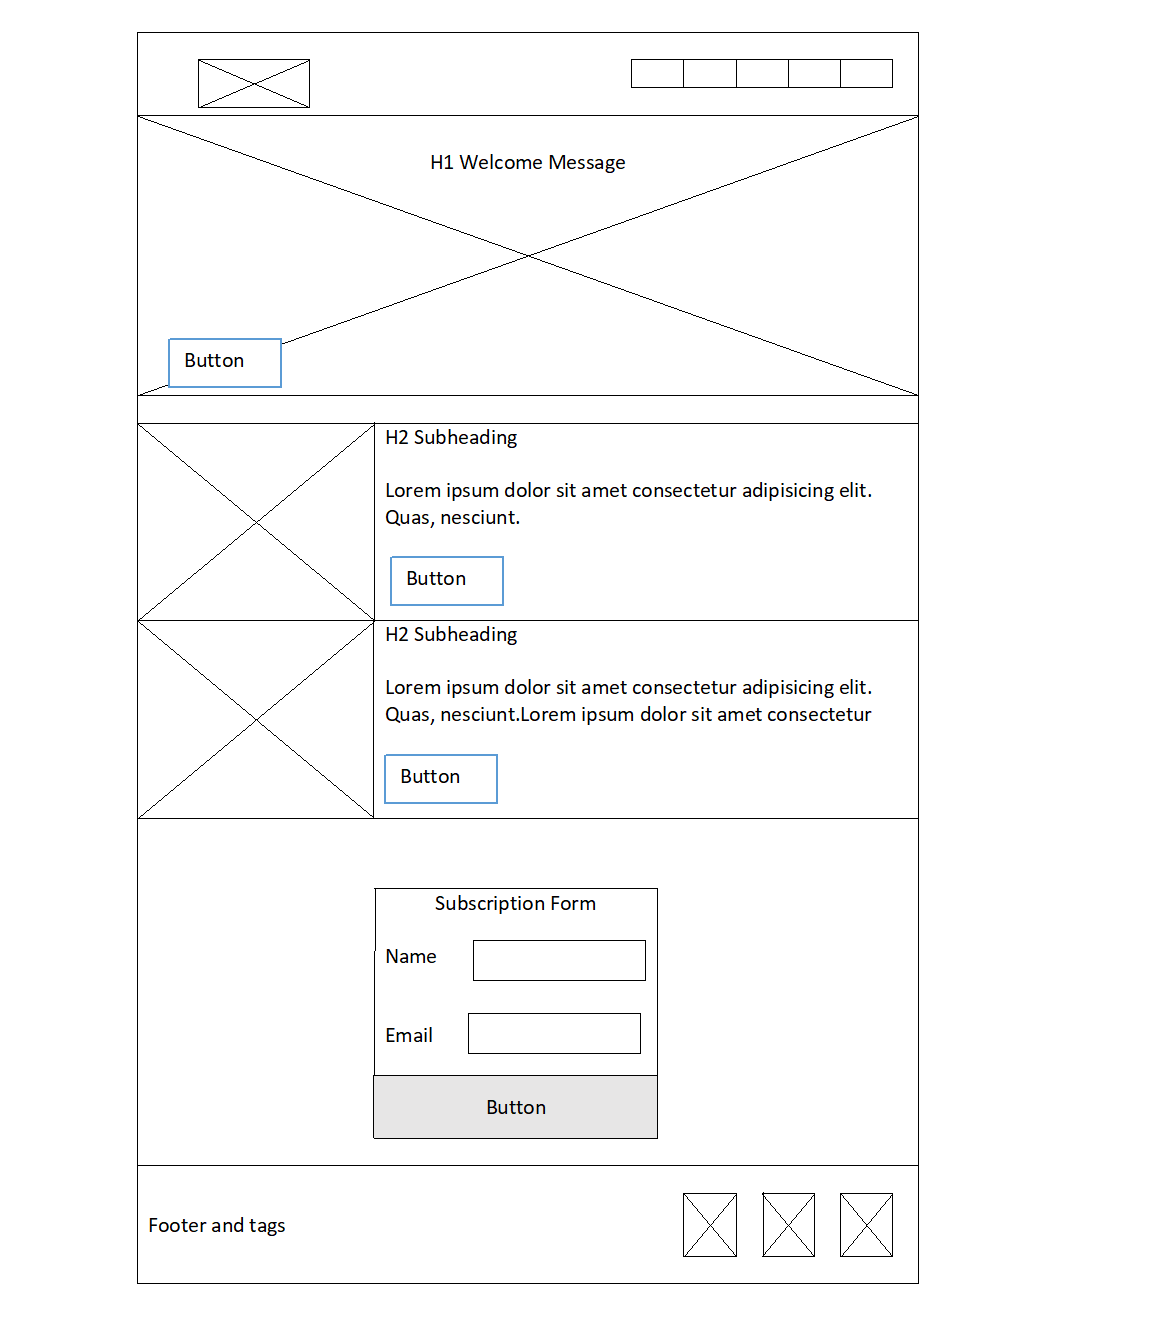 H1 Welcome Message
Button
H2 Subheading
Lorem ipsum dolor sit amet consectetur adipisicing elit.
Quas, nesciunt.
Button
H2 Subheading
Lorem ipsum dolor sit amet consectetur adipisicing elit.
Quas, nesciunt.Lorem ipsum dolor sit amet consectetur
Button
Subscription Form
Name
Email
Button
Footer and tags